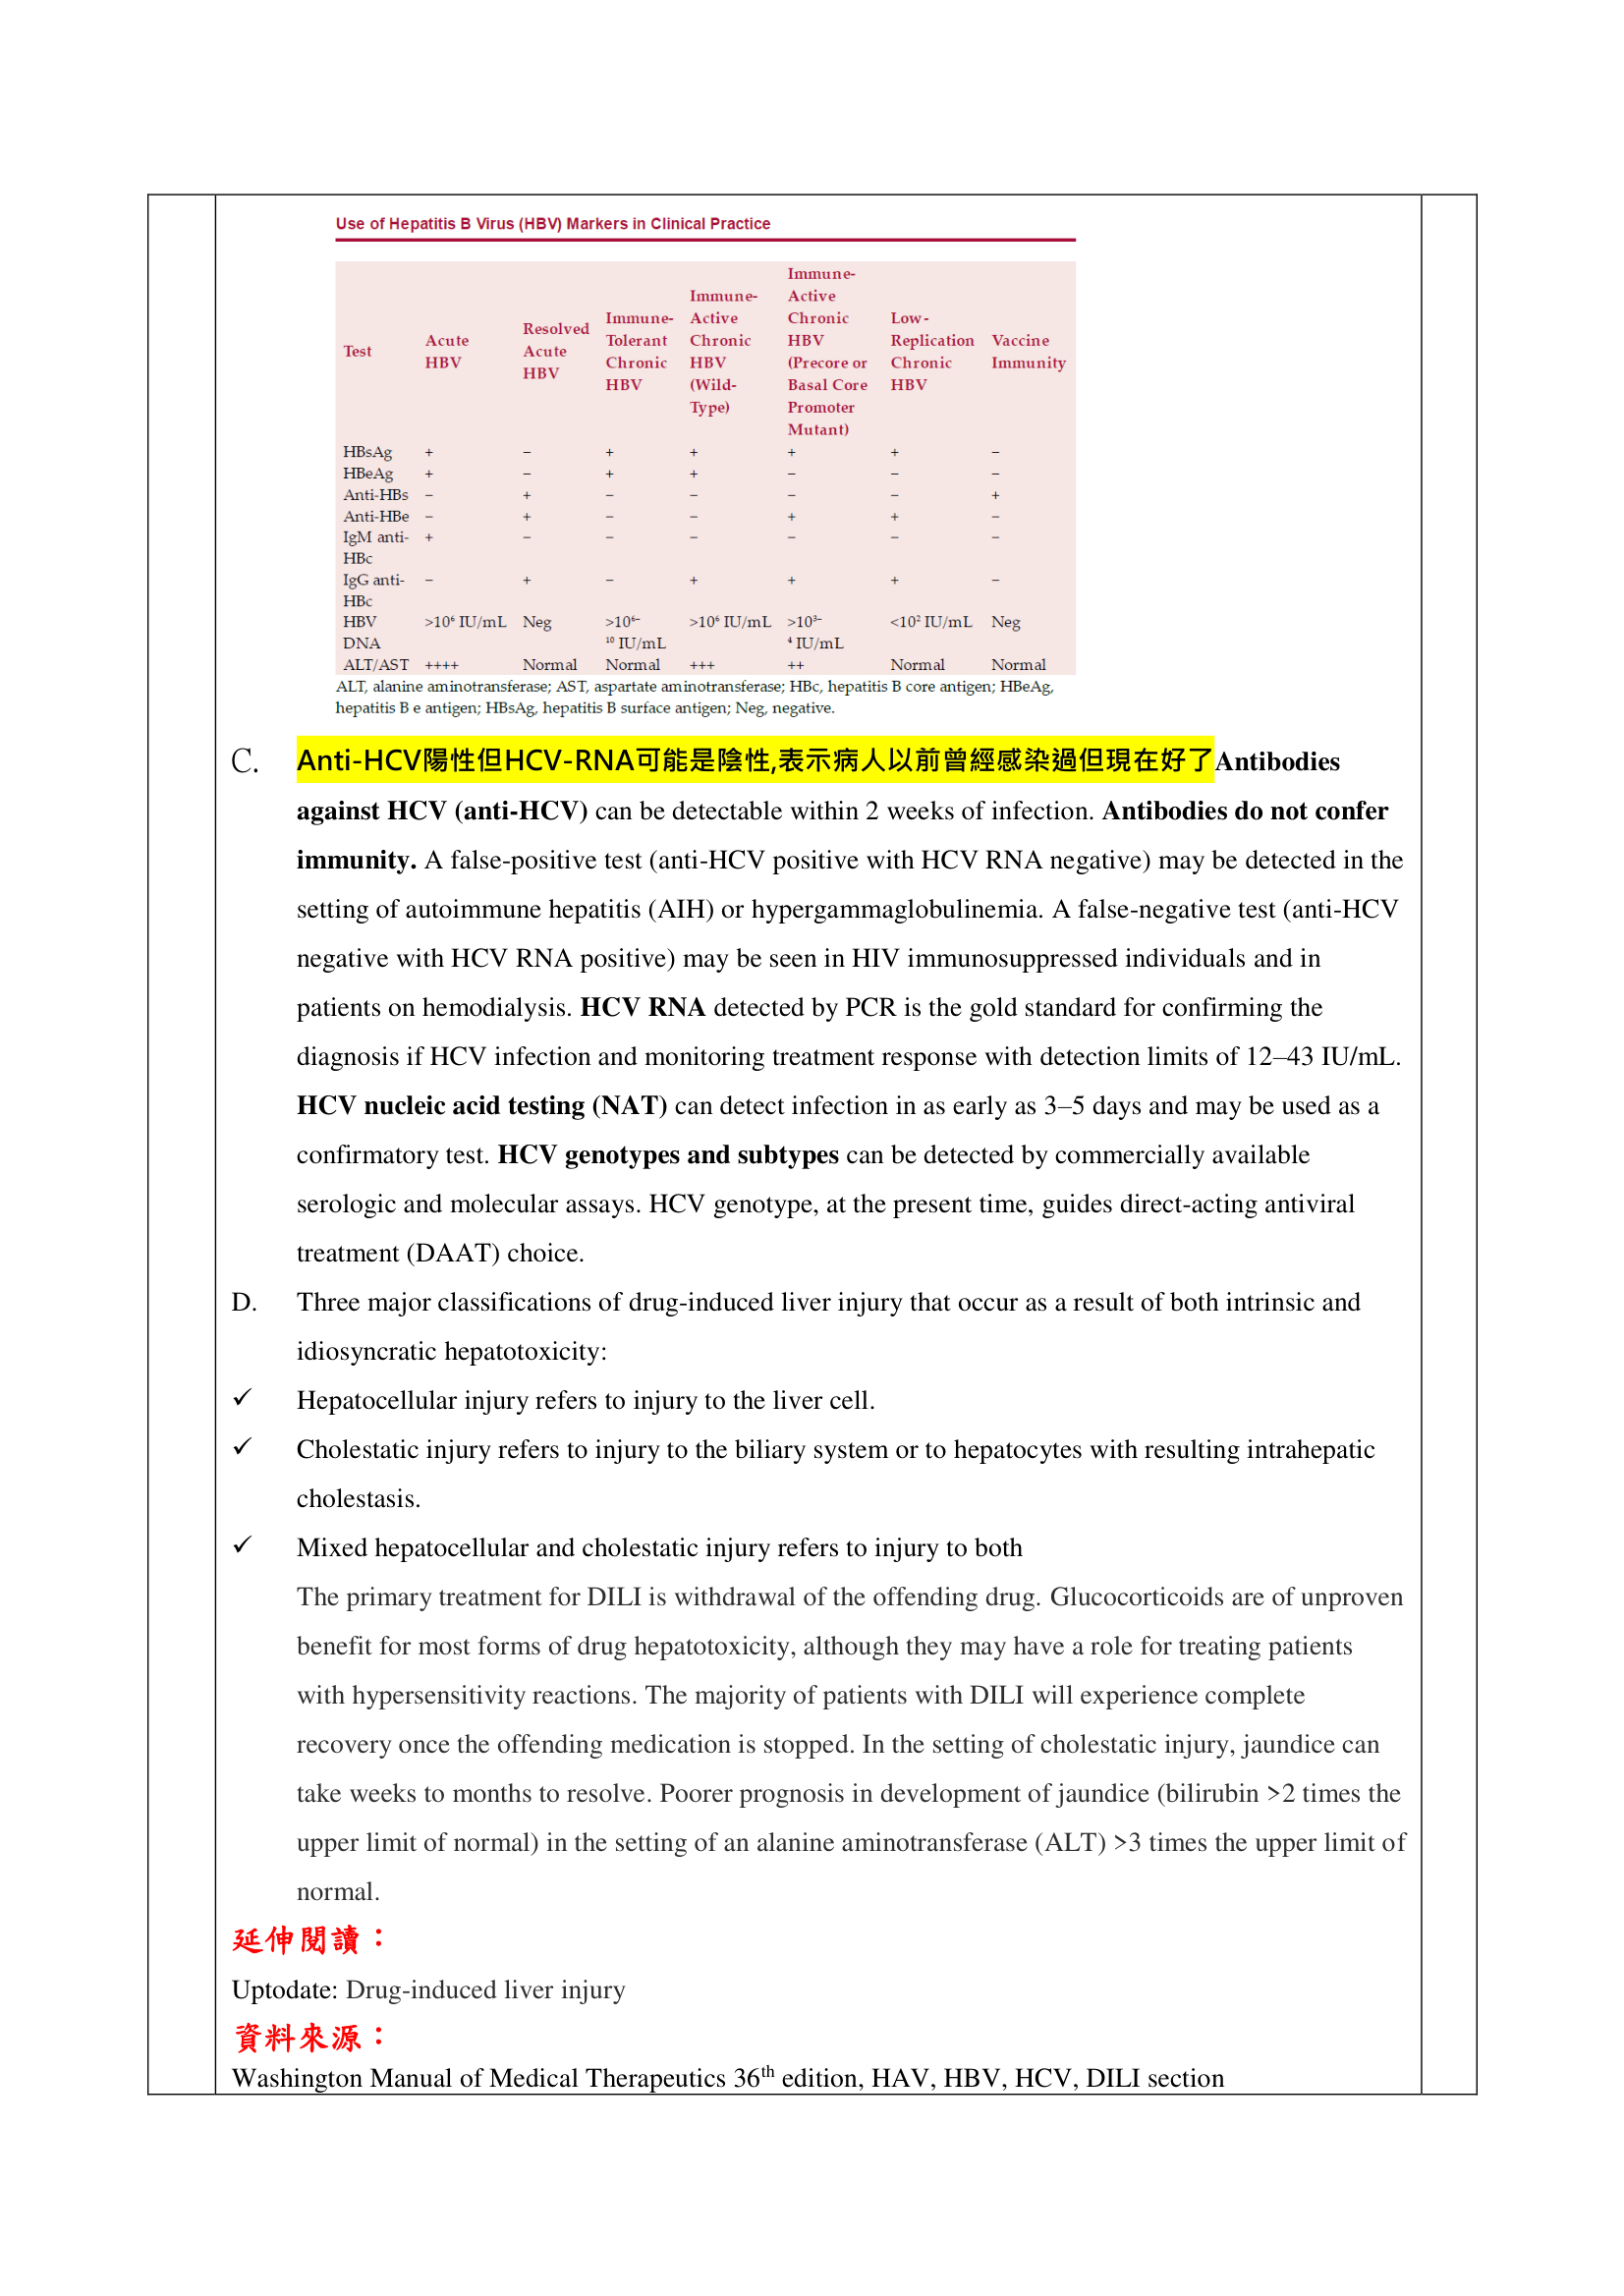 Use of Hepatitis B Virus (HBV) Markers in Clinical Practice
Test Acute HBV Resolved Acute HBV Immune-Tolerant Chronic HBV Immune-Active Chronic HBV (Wild-Type) Immune-Active Chronic HBV (Precore or Basal Core Promoter Mutant) Low-Replication Chronic HBV Vaccine Immunity
HBsAg + – + + + + –
HBeAg + – + + – – –
Anti-HBs – + – – – – +
Anti-HBe – + – – + + –
IgM anti-HBc + – – – – – –
IgG anti-HBc – + – + + + –
HBV DNA >10⁶ IU/mL Neg >10⁶⁻¹⁰ IU/mL >10⁶ IU/mL >10³⁻⁴ IU/mL <10² IU/mL Neg
ALT/AST ++++ Normal Normal +++ ++ Normal Normal
ALT, alanine aminotransferase; AST, aspartate aminotransferase; HBc, hepatitis B core antigen; HBeAg,
hepatitis B e antigen; HBsAg, hepatitis B surface antigen; Neg, negative.
C. Anti-HCV陽性但HCV-RNA可能是陰性,表示病人以前曾經感染過但現在好了Antibodies
against HCV (anti-HCV) can be detectable within 2 weeks of infection. Antibodies do not confer
immunity. A false-positive test (anti-HCV positive with HCV RNA negative) may be detected in the
setting of autoimmune hepatitis (AIH) or hypergammaglobulinemia. A false-negative test (anti-HCV
negative with HCV RNA positive) may be seen in HIV immunosuppressed individuals and in
patients on hemodialysis. HCV RNA detected by PCR is the gold standard for confirming the
diagnosis if HCV infection and monitoring treatment response with detection limits of 12–43 IU/mL.
HCV nucleic acid testing (NAT) can detect infection in as early as 3–5 days and may be used as a
confirmatory test. HCV genotypes and subtypes can be detected by commercially available
serologic and molecular assays. HCV genotype, at the present time, guides direct-acting antiviral
treatment (DAAT) choice.
D. Three major classifications of drug-induced liver injury that occur as a result of both intrinsic and
idiosyncratic hepatotoxicity:
✓ Hepatocellular injury refers to injury to the liver cell.
✓ Cholestatic injury refers to injury to the biliary system or to hepatocytes with resulting intrahepatic
cholestasis.
✓ Mixed hepatocellular and cholestatic injury refers to injury to both
The primary treatment for DILI is withdrawal of the offending drug. Glucocorticoids are of unproven
benefit for most forms of drug hepatotoxicity, although they may have a role for treating patients
with hypersensitivity reactions. The majority of patients with DILI will experience complete
recovery once the offending medication is stopped. In the setting of cholestatic injury, jaundice can
take weeks to months to resolve. Poorer prognosis in development of jaundice (bilirubin >2 times the
upper limit of normal) in the setting of an alanine aminotransferase (ALT) >3 times the upper limit of
normal.
延伸閱讀：
Uptodate: Drug-induced liver injury
資料來源：
Washington Manual of Medical Therapeutics 36th edition, HAV, HBV, HCV, DILI section